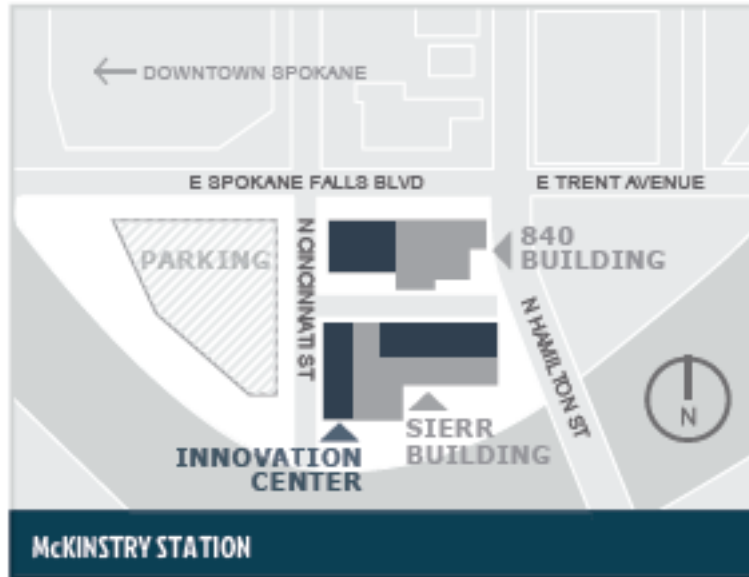 DOWNTOWN SPOKANE
E SPOKANE FALLS BLVD
E TRENT AVENUE
PARKING
N CINCINNATI ST
840
BUILDING
N HAMILTON ST
N
SIERR
BUILDING
INNOVATION
CENTER
McKINSTRY STATION